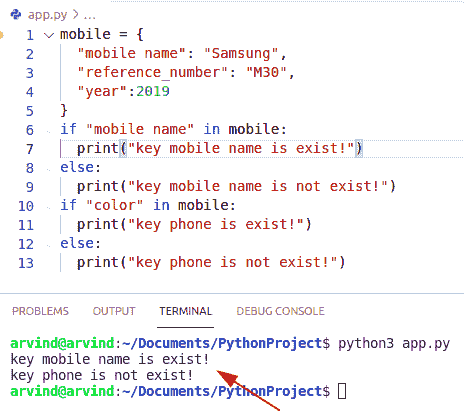 app.py > ...
1 mobile = {
2 "mobile name": "Samsung",
3 "reference_number": "M30",
4 "year":2019
5 }
6 if "mobile name" in mobile:
7 print("key mobile name is exist!")
8 else:
9 print("key mobile name is not exist!")
10 if "color" in mobile:
11 print("key phone is exist!")
12 else:
13 print("key phone is not exist!")
PROBLEMS OUTPUT TERMINAL DEBUG CONSOLE
arvind@arvind:~/Documents/PythonProject$ python3 app.py
key mobile name is exist!
key phone is not exist!
arvind@arvind:~/Documents/PythonProject$